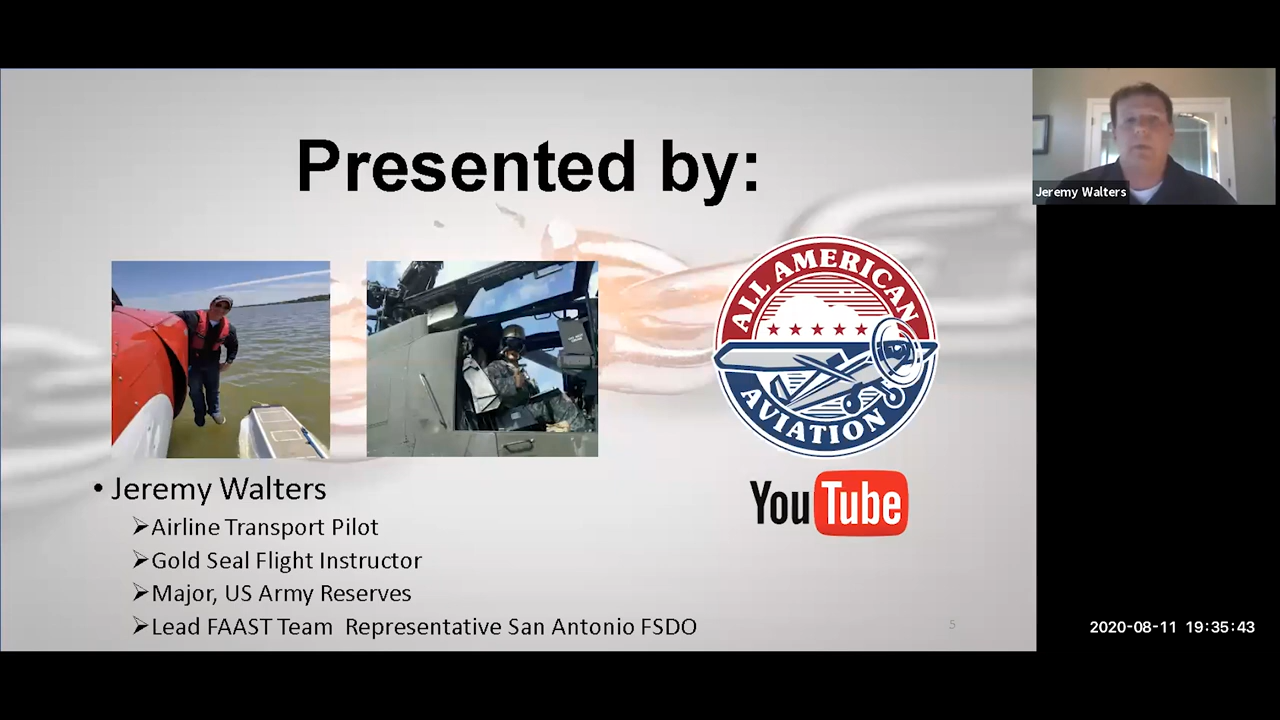 Presented by:
Jeremy Walters
ALL AMERICAN
AVIATION
YouTube
• Jeremy Walters
➢Airline Transport Pilot
➢Gold Seal Flight Instructor
➢Major, US Army Reserves
➢Lead FAAST Team  Representative San Antonio FSDO
5
2020-08-11 19:35:43